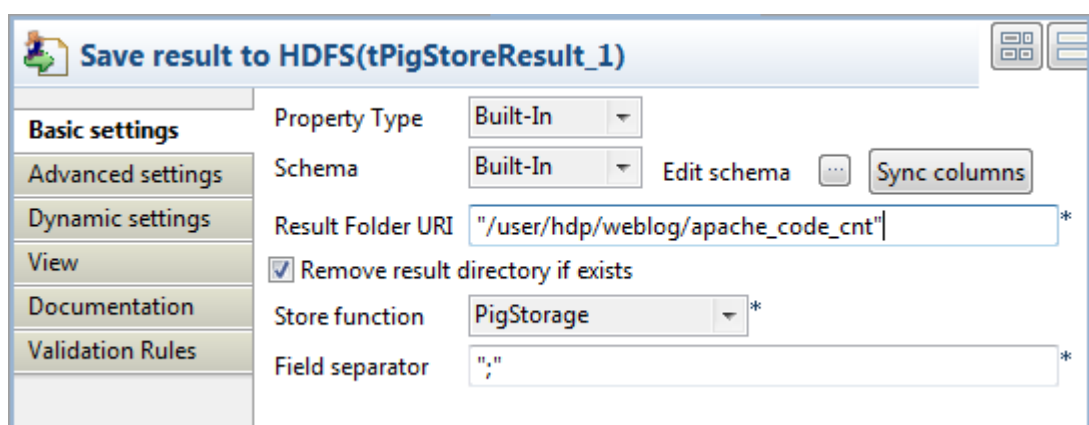 Save result to HDFS(tPigStoreResult_1)
Basic settings
Advanced settings
Dynamic settings
View
Documentation
Validation Rules
Property Type Built-In
Schema Built-In Edit schema ... Sync columns
Result Folder URI "/user/hdp/weblog/apache_code_cnt" *
Remove result directory if exists
Store function PigStorage *
Field separator ";" *